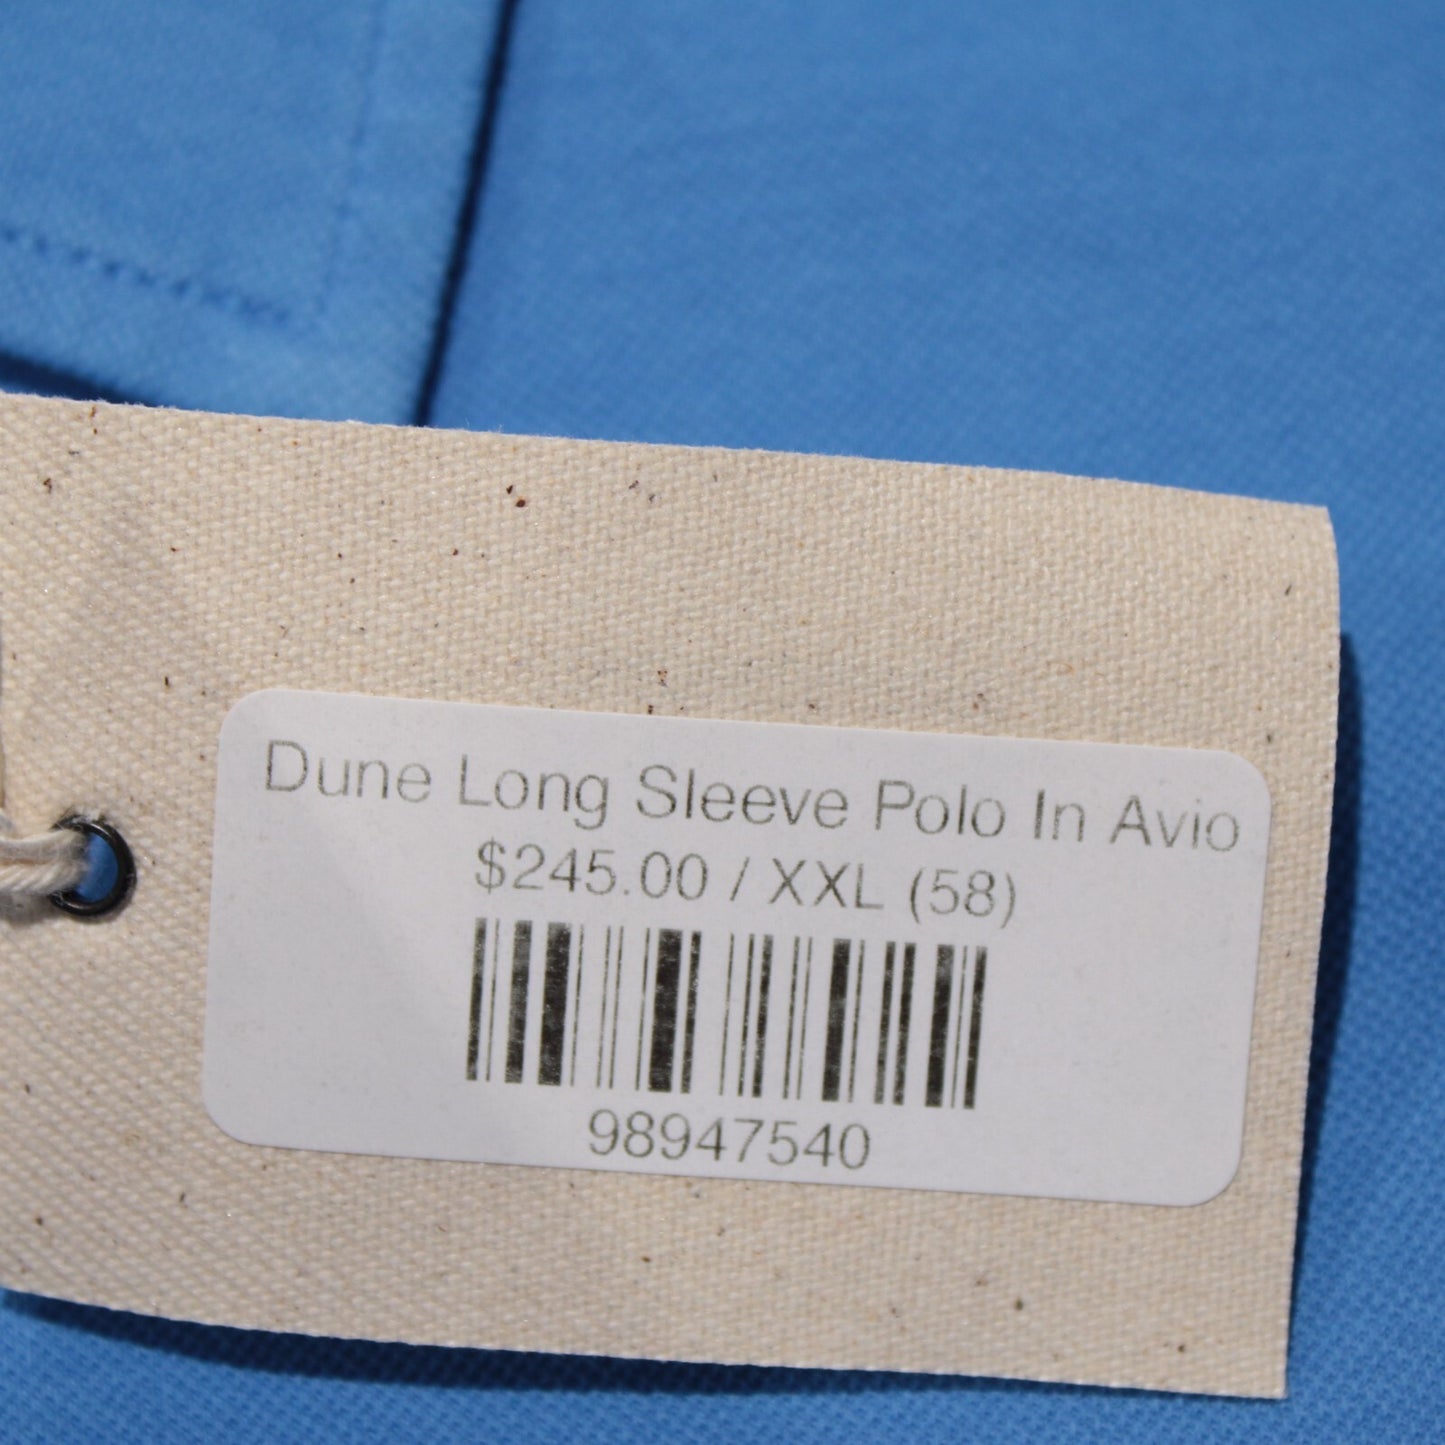 Dune Long Sleeve Polo In Avio
$245.00 / XXL (58)
98947540